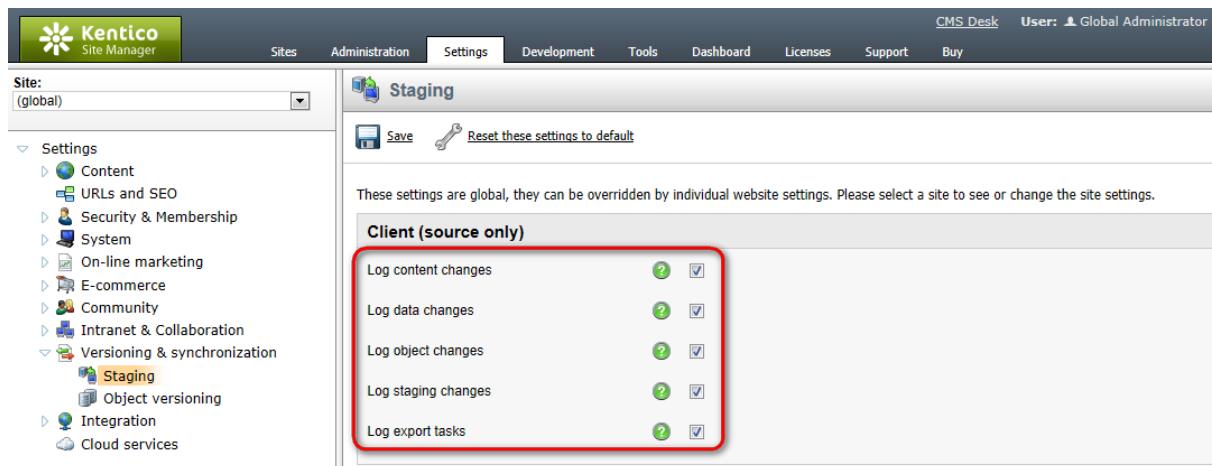 CMS Desk User: Global Administrator
Kentico
Site Manager
Sites Administration Settings Development Tools Dashboard Licenses Support Buy
Site:
(global)
Staging
Save Reset these settings to default
Settings
Content
URLs and SEO
Security & Membership
System
On-line marketing
E-commerce
Community
Intranet & Collaboration
Versioning & synchronization
Staging
Object versioning
Integration
Cloud services
These settings are global, they can be overridden by individual website settings. Please select a site to see or change the site settings.
Client (source only)
Log content changes
Log data changes
Log object changes
Log staging changes
Log export tasks